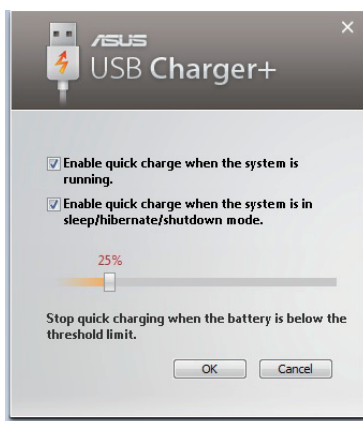 ASUS
USB Charger+
Enable quick charge when the system is
running.
Enable quick charge when the system is in
sleep/hibernate/shutdown mode.
25%
Stop quick charging when the battery is below the
threshold limit.
OK Cancel